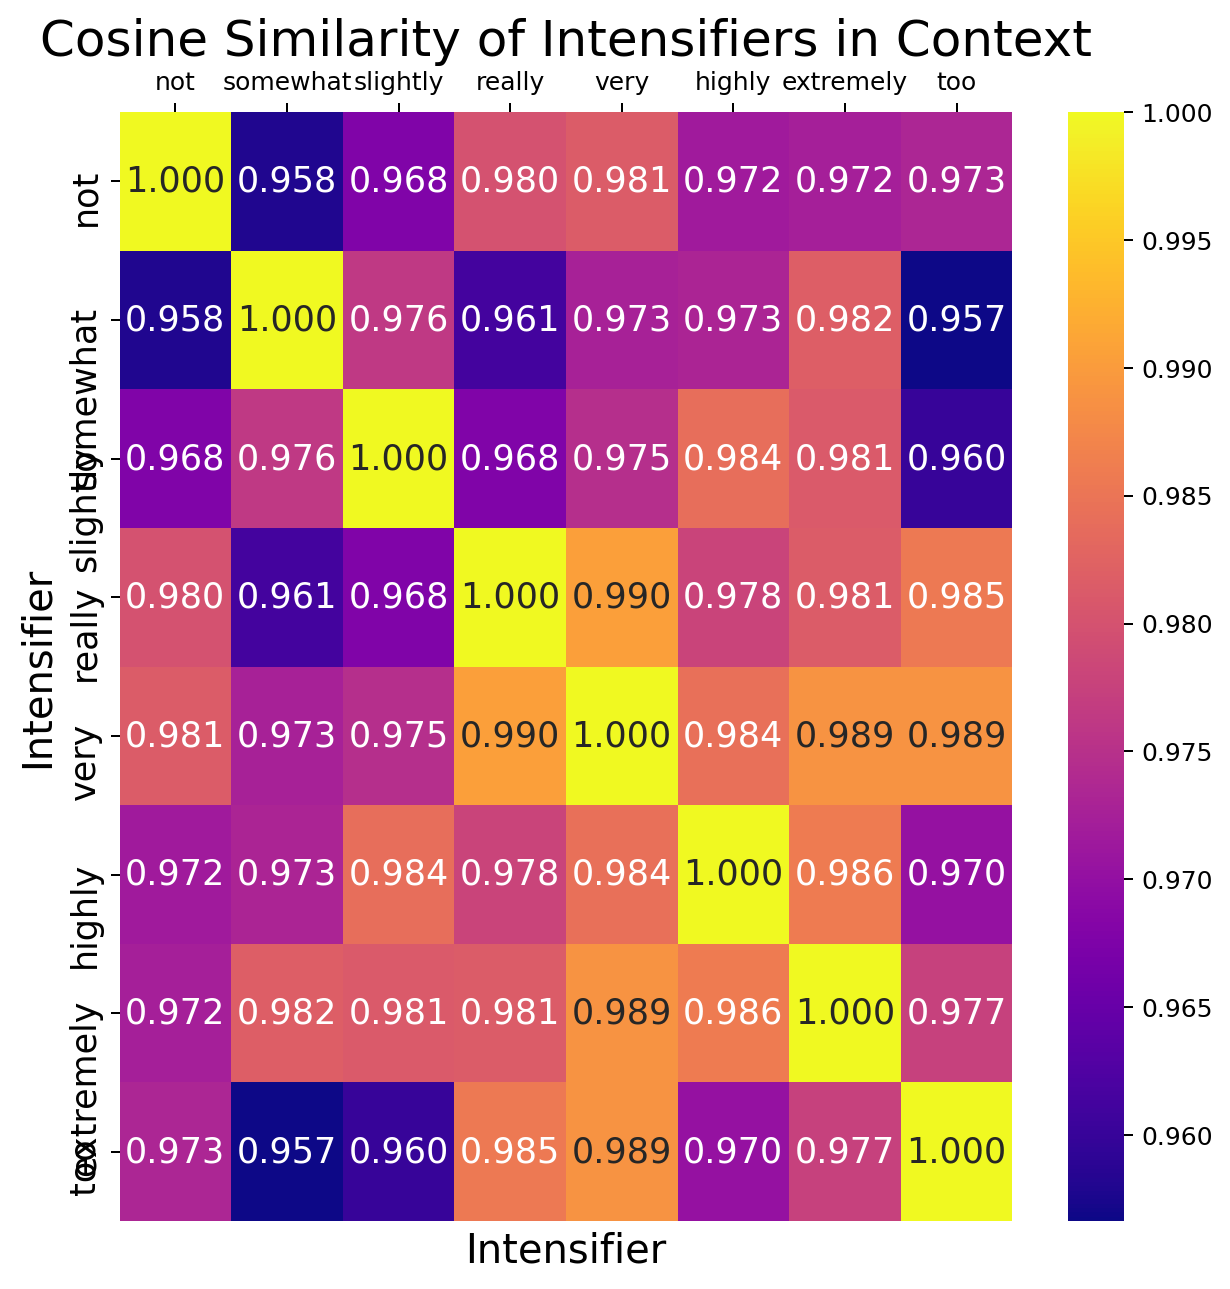 Cosine Similarity of Intensifiers in Context
not somewhat slightly really very highly extremely too
not 1.000 0.958 0.968 0.980 0.981 0.972 0.972 0.973
somewhat 0.958 1.000 0.976 0.961 0.973 0.973 0.982 0.957
slightly 0.968 0.976 1.000 0.968 0.975 0.984 0.981 0.960
really 0.980 0.961 0.968 1.000 0.990 0.978 0.981 0.985
very 0.981 0.973 0.975 0.990 1.000 0.984 0.989 0.989
highly 0.972 0.973 0.984 0.978 0.984 1.000 0.986 0.970
extremely 0.972 0.982 0.981 0.981 0.989 0.986 1.000 0.977
too 0.973 0.957 0.960 0.985 0.989 0.970 0.977 1.000
Intensifier
Intensifier
1.000
0.995
0.990
0.985
0.980
0.975
0.970
0.965
0.960